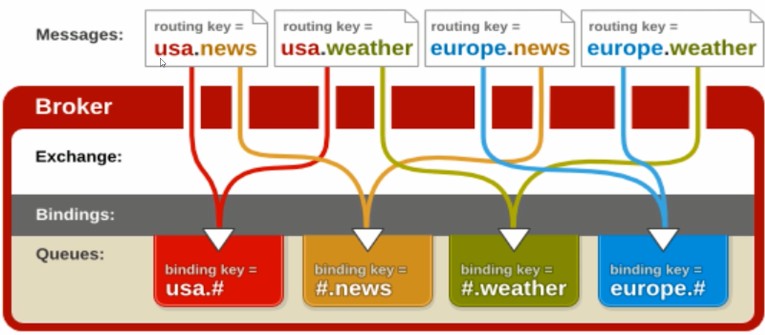 Messages:
routing key =
usa.news
routing key =
usa.weather
routing key =
europe.news
routing key =
europe.weather
Broker
Exchange:
Bindings:
Queues:
binding key =
usa.#
binding key =
#.news
binding key =
#.weather
binding key =
europe.#